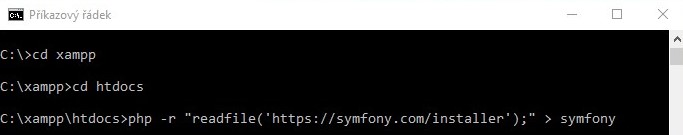 Příkazový řádek
C:\>cd xampp
C:\xampp>cd htdocs
C:\xampp\htdocs>php -r "readfile('https://symfony.com/installer');" > symfony